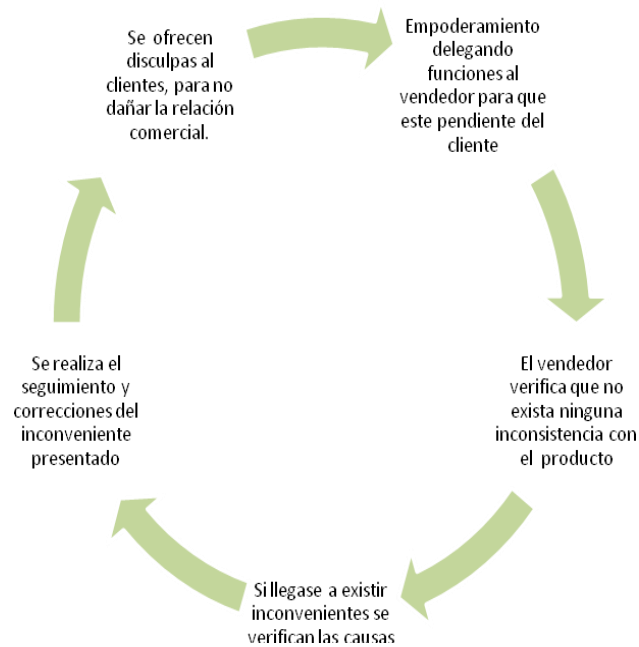 Se ofrecen
disculpas al
clientes, para no
dañar la relación
comercial.
Empoderamiento
delegando
funciones al
vendedor para que
este pendiente del
cliente
El vendedor
verifica que no
exista ninguna
inconsistencia con
el producto
Si llegase a existir
inconvenientes se
verifican las causas
Se realiza el
seguimiento y
correcciones del
inconveniente
presentado